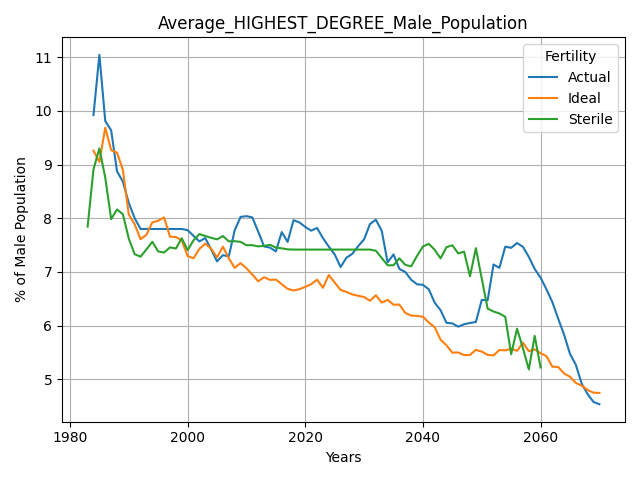 Average_HIGHEST_DEGREE_Male_Population
% of Male Population
11
10
9
8
7
6
5
Fertility
Actual
Ideal
Sterile
1980
2000
2020
2040
2060
Years